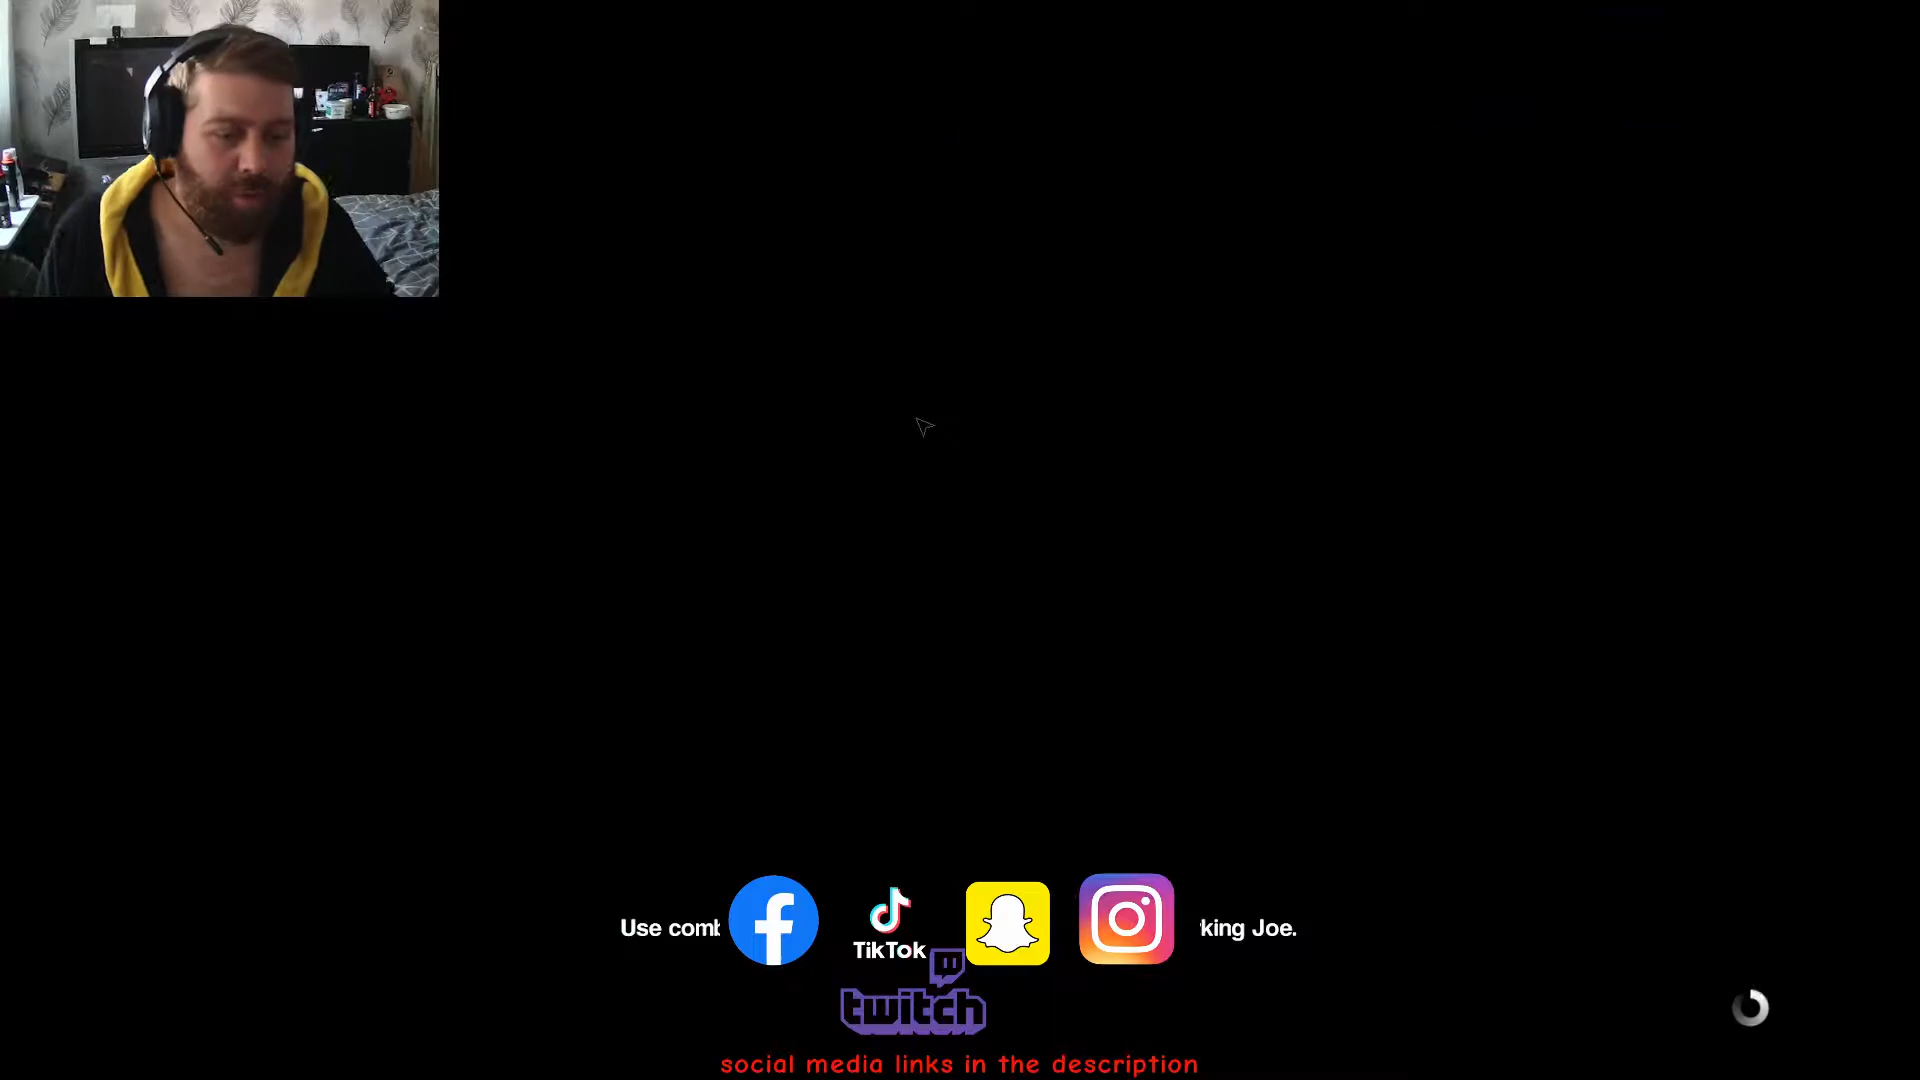 Use comb
king Joe.
TikTok
twitch
social media links in the description